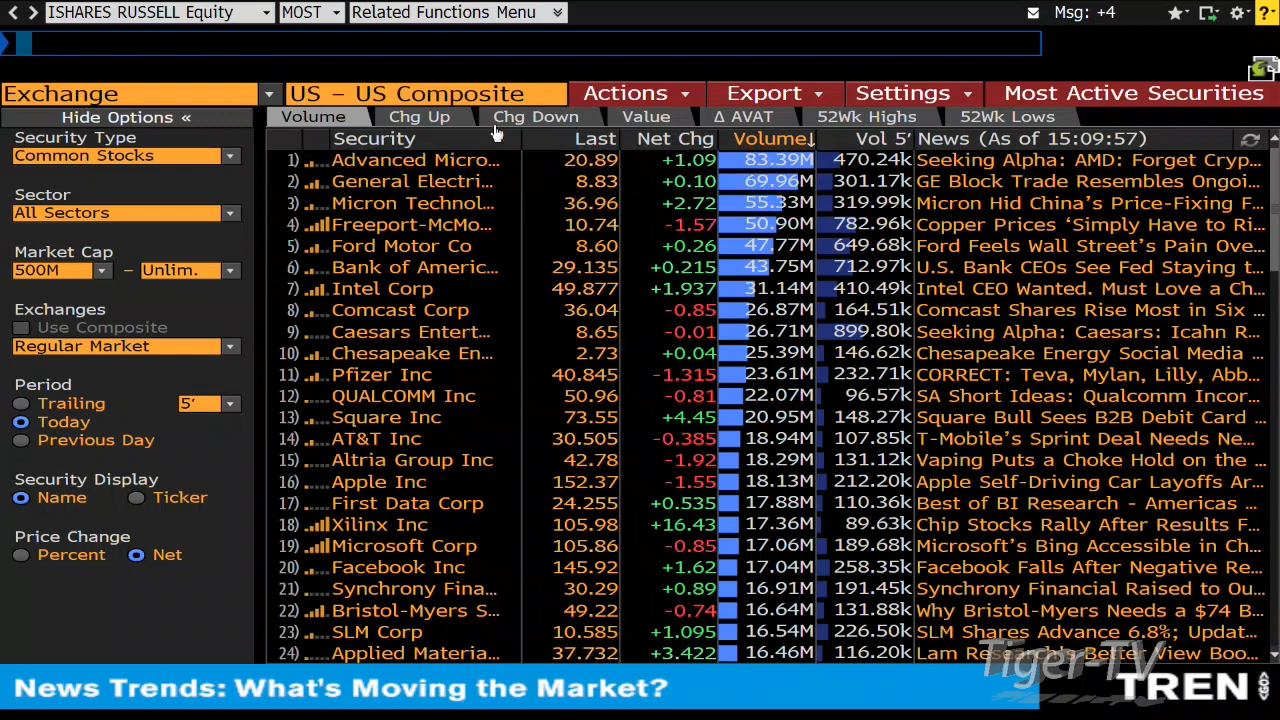 ISHARES RUSSELL Equity MOST Related Functions Menu Msg: +4
Exchange US – US Composite Actions Export Settings Most Active Securities
Hide Options « Volume Chg Up Chg Down Value Δ AVAT 52Wk Highs 52Wk Lows
Security Type
Common Stocks
Sector
All Sectors
Market Cap
500M – Unlim.
Exchanges
Use Composite
Regular Market
Period
Trailing 5'
Today
Previous Day
Security Display
Name Ticker
Price Change
Percent Net
Security Last Net Chg Volume↓ Vol 5' News (As of 15:09:57)
1) Advanced Micro... 20.89 +1.09 83.39M 470.24k Seeking Alpha: AMD: Forget Cryp...
2) General Electri... 8.83 +0.10 69.96M 301.17k GE Block Trade Resembles Ongoi...
3) Micron Technol... 36.96 +2.72 55.33M 319.99k Micron Hid China's Price-Fixing F...
4) Freeport-McMo... 10.74 -1.57 50.90M 782.96k Copper Prices 'Simply Have to Ri...
5) Ford Motor Co 8.60 +0.26 47.77M 649.68k Ford Feels Wall Street's Pain Ove...
6) Bank of Americ... 29.135 +0.215 43.75M 712.97k U.S. Bank CEOs See Fed Staying t...
7) Intel Corp 49.877 +1.937 31.14M 410.49k Intel CEO Wanted. Must Love a Ch...
8) Comcast Corp 36.04 -0.85 26.87M 164.51k Comcast Shares Rise Most in Six ...
9) Caesars Entert... 8.65 -0.01 26.71M 899.80k Seeking Alpha: Caesars: Icahn R...
10) Chesapeake En... 2.73 +0.04 25.39M 146.62k Chesapeake Energy Social Media ...
11) Pfizer Inc 40.845 -1.315 23.61M 232.71k CORRECT: Teva, Mylan, Lilly, Abb...
12) QUALCOMM Inc 50.96 -0.81 22.07M 96.57k SA Short Ideas: Qualcomm Incor...
13) Square Inc 73.55 +4.45 20.95M 148.27k Square Bull Sees B2B Debit Card ...
14) AT&T Inc 30.505 -0.385 18.94M 107.85k T-Mobile's Sprint Deal Needs Ne...
15) Altria Group Inc 42.78 -1.92 18.29M 131.12k Vaping Puts a Choke Hold on the ...
16) Apple Inc 152.37 -1.55 18.13M 212.20k Apple Self-Driving Car Layoffs Ar...
17) First Data Corp 24.255 +0.535 17.88M 110.36k Best of BI Research - Americas ...
18) Xilinx Inc 105.98 +16.43 17.36M 89.63k Chip Stocks Rally After Results F...
19) Microsoft Corp 105.86 -0.85 17.06M 189.68k Microsoft's Bing Accessible in Ch...
20) Facebook Inc 145.92 +1.62 17.04M 258.35k Facebook Falls After Negative Re...
21) Synchrony Fina... 30.29 +0.89 16.91M 191.45k Synchrony Financial Raised to Ou...
22) Bristol-Myers S... 49.22 -0.74 16.64M 131.88k Why Bristol-Myers Needs a $74 B...
23) SLM Corp 10.585 +1.095 16.54M 226.50k SLM Shares Advance 6.8%; Updat...
24) Applied Materia... 37.732 +3.422 16.46M 116.20k Lam Research's Better View Boo...
Tiger-TV
News Trends: What's Moving the Market? TREN GO